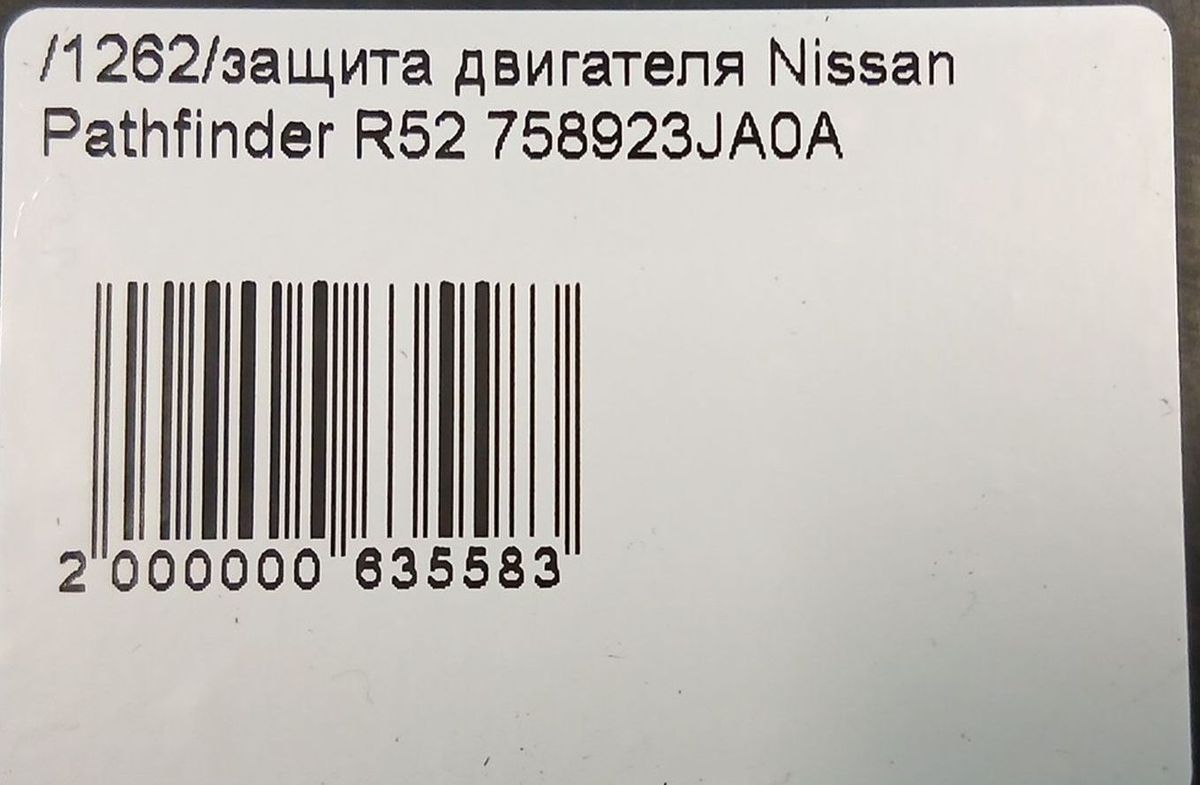 /1262/защита двигателя Nissan
Pathfinder R52 758923JA0A
2 000000 635583